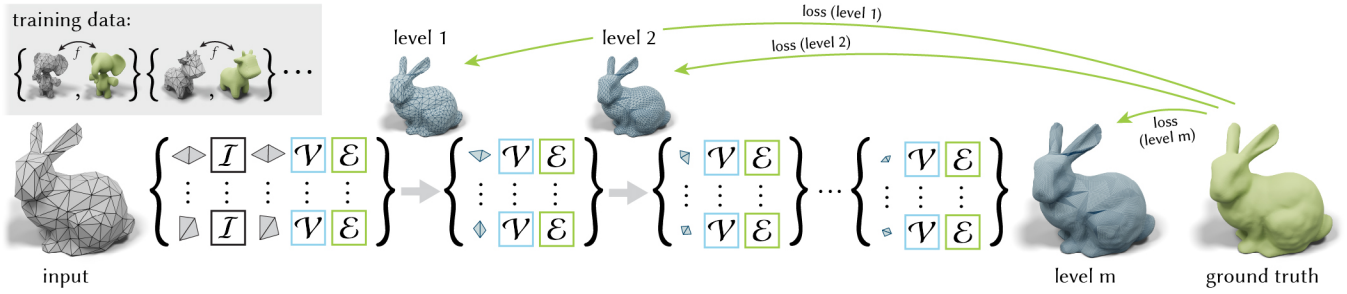 training data:
{ f , } { f , } ...
level 1
level 2
loss (level 1)
loss (level 2)
loss
(level m)
{ I V E } { V E } { V E } ... { V E }
⋮ ⋮ ⋮ ⋮ ⋮ ⋮ ⋮ ⋮ ⋮ ⋮ ⋮ ⋮ ⋮ ⋮
I V E V E V E V E
input
level m
ground truth